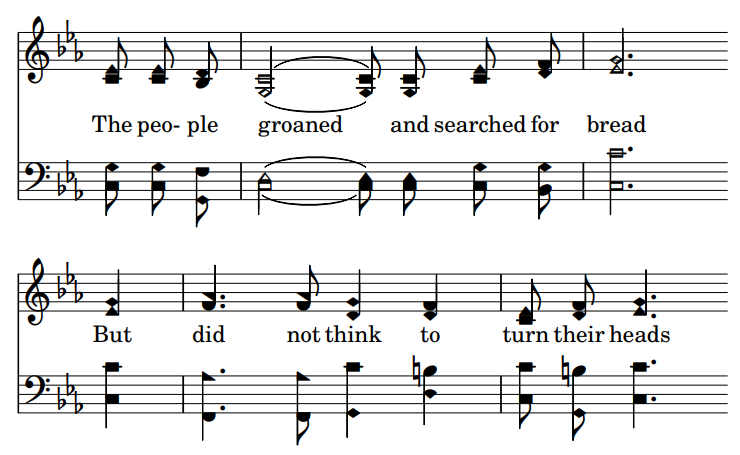 The peo- ple groaned and searched for bread
But did not think to turn their heads